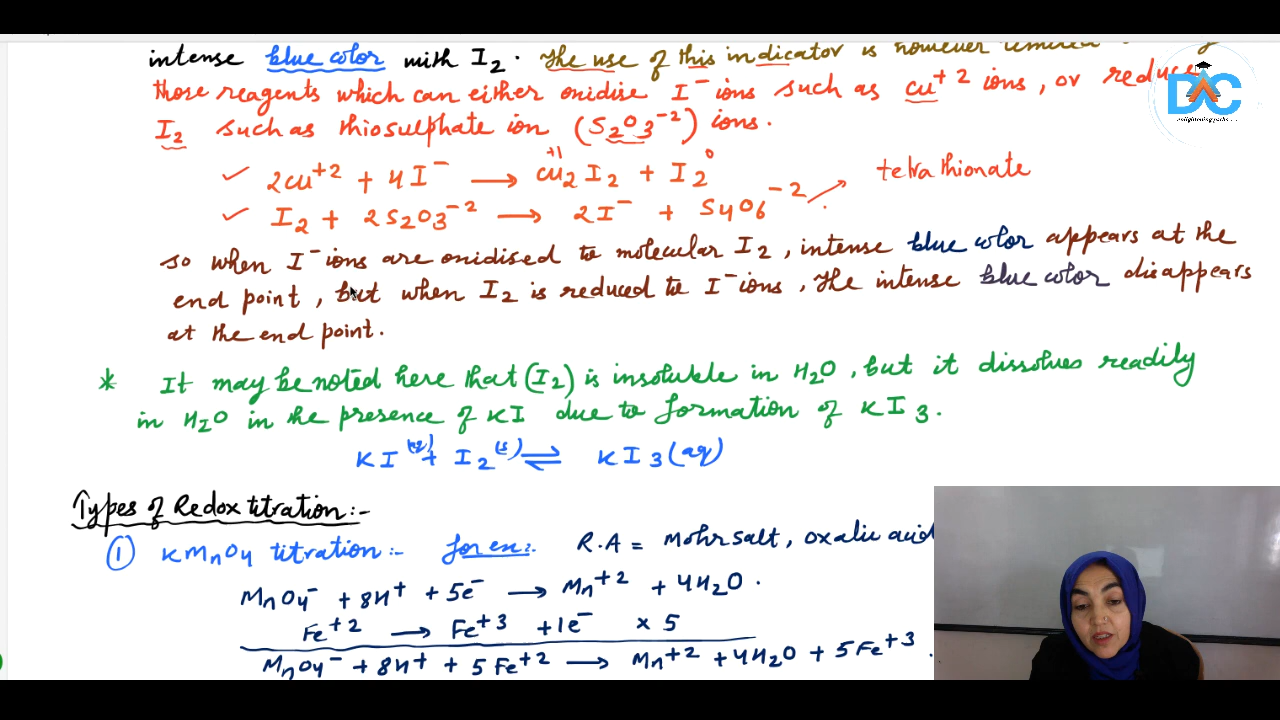 intense blue color with I2. The use of this indicator is however
those reagents which can either oxidise I⁻ ions such as cu⁺² ions, or reduce
I2 such as thiosulphate ion (S2O3⁻²) ions.
+1 0
2cu⁺² + 4I⁻ → cu2I2 + I2
tetrathionate
I2 + 2S2O3⁻² → 2I⁻ + S4O6⁻²
so when I⁻ ions are oxidised to molecular I2, intense blue color appears at the
end point, but when I2 is reduced to I⁻ ions, the intense blue color disappears
at the end point.
* It may be noted here that (I2) is insoluble in H2O, but it dissolves readily
in H2O in the presence of KI due to formation of KI3.
KI(aq) + I2(s) ⇌ KI3(aq)
Types of Redox titration:-
① KMnO4 titration:- for ex:. R.A = Mohr salt, oxalic acid
MnO4⁻ + 8H⁺ + 5e⁻ → Mn⁺² + 4H2O.
Fe⁺² → Fe⁺³ + 1e⁻ × 5
MnO4⁻ + 8H⁺ + 5Fe⁺² → Mn⁺² + 4H2O + 5Fe⁺³.
DAC